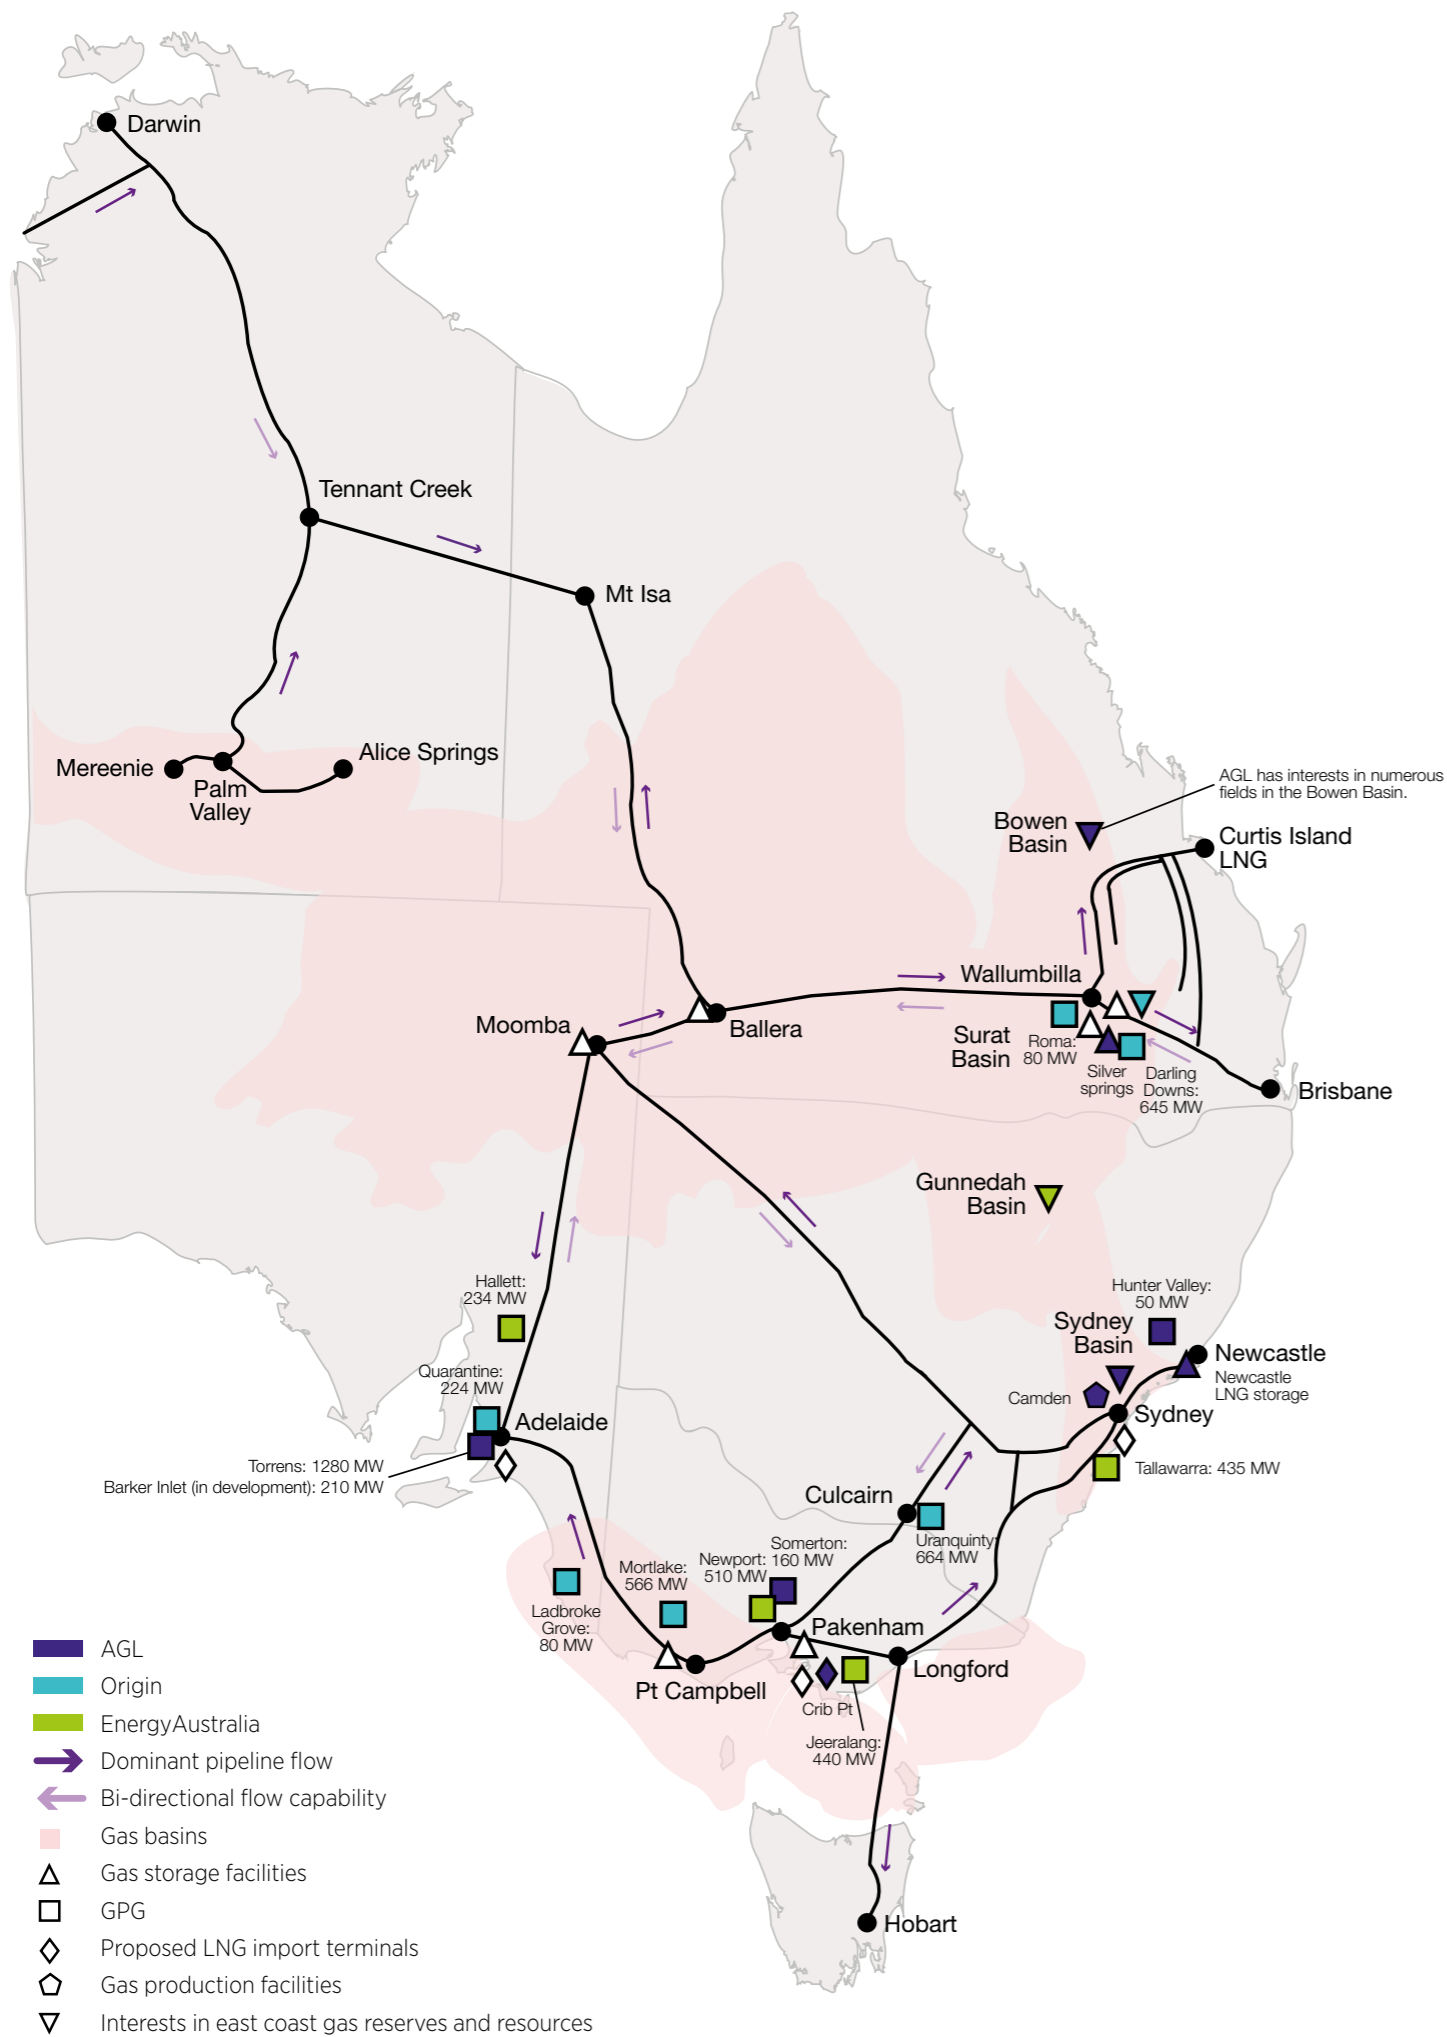 Darwin
Tennant Creek
Mt Isa
Mereenie
Palm
Valley
Alice Springs
AGL has interests in numerous
fields in the Bowen Basin.
Bowen
Basin
Curtis Island
LNG
Wallumbilla
Moomba
Ballera
Surat
Basin
Roma:
80 MW
Silver
springs
Darling
Downs:
645 MW
Brisbane
Gunnedah
Basin
Hallett:
234 MW
Hunter Valley:
50 MW
Sydney
Basin
Newcastle
Newcastle
LNG storage
Quarantine:
224 MW
Camden
Adelaide
Sydney
Torrens: 1280 MW
Barker Inlet (in development): 210 MW
Tallawarra: 435 MW
Culcairn
Uranquinty:
664 MW
Somerton:
160 MW
Newport:
510 MW
Mortlake:
566 MW
Ladbroke
Grove:
80 MW
Pakenham
Longford
Pt Campbell
Crib Pt
Jeeralang:
440 MW
Hobart
AGL
Origin
EnergyAustralia
Dominant pipeline flow
Bi-directional flow capability
Gas basins
Gas storage facilities
GPG
Proposed LNG import terminals
Gas production facilities
Interests in east coast gas reserves and resources